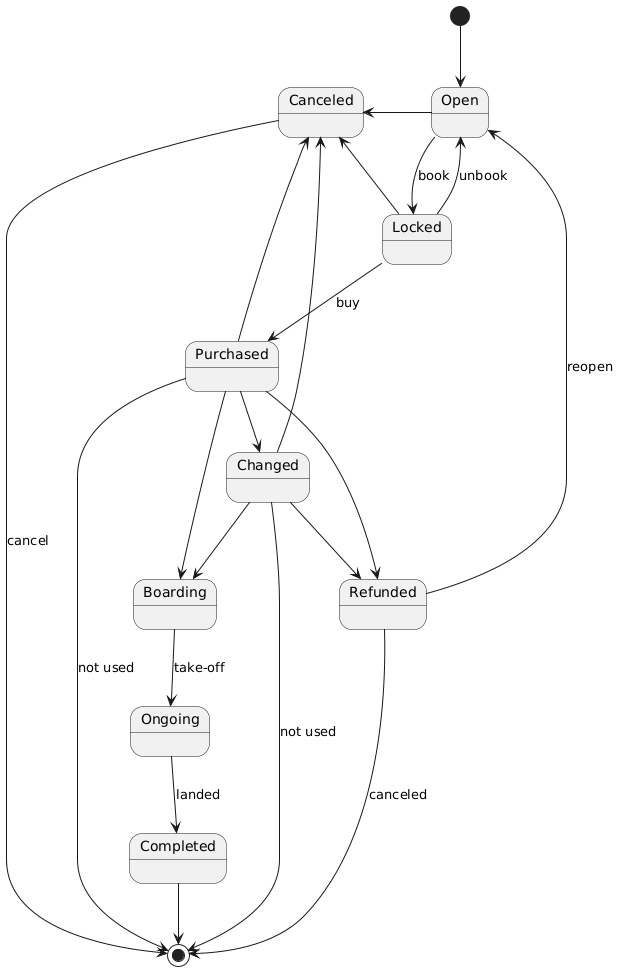 Canceled
Open
book
unbook
Locked
buy
Purchased
reopen
Changed
cancel
Boarding
Refunded
not used
take-off
Ongoing
not used
landed
canceled
Completed